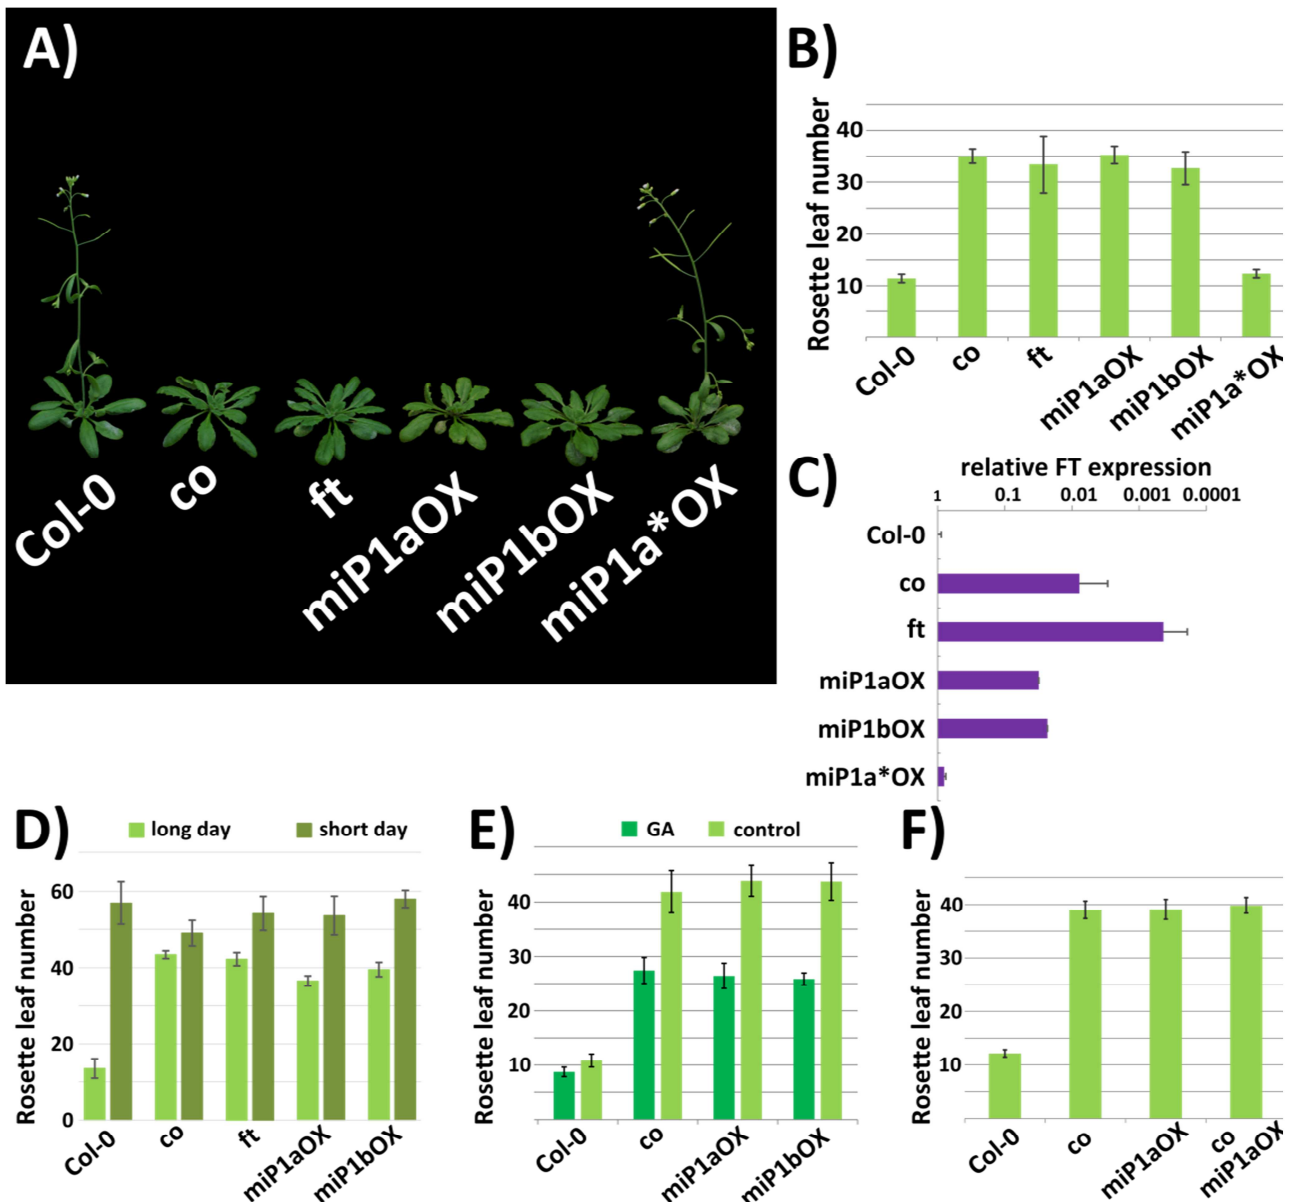 A)
Col-0
co
ft
miP1aOX
miP1bOX
miP1a*OX
B)
Rosette leaf number
40
30
20
10
Col-0
co
ft
miP1aOX
miP1bOX
miP1a*OX
C)
relative FT expression
1 0.1 0.01 0.001 0.0001
Col-0
co
ft
miP1aOX
miP1bOX
miP1a*OX
D)
long day short day
Rosette leaf number
60
40
20
0
Col-0
co
ft
miP1aOX
miP1bOX
E)
GA control
Rosette leaf number
40
30
20
10
Col-0
co
miP1aOX
miP1bOX
F)
Rosette leaf number
40
30
20
10
Col-0
co
miP1aOX
co
miP1aOX